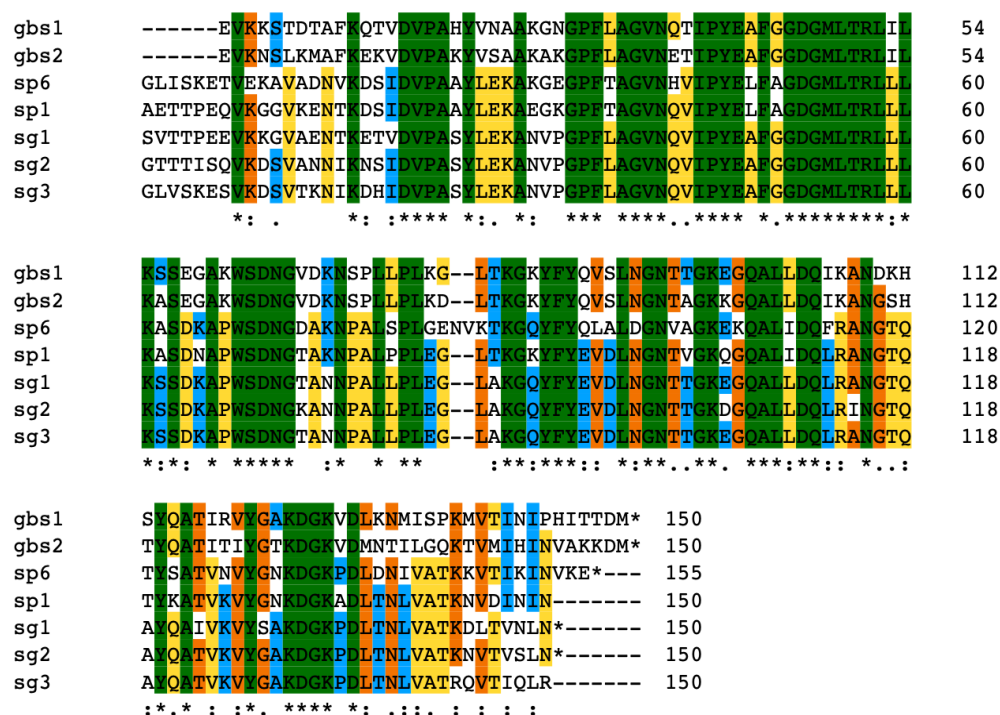 gbs1 ------EVKKSTDTAFKQTVDVPAHYVNAAKGNGPFLAGVNQTIPYEAFGGDGMLTRLIL 54
gbs2 ------EVKNSLKMAFKEKVDVPAKYVSAAKAKGPFLAGVNETIPYEAFGGDGMLTRLIL 54
sp6 GLISKETVEKAVADNVKDSIDVPAAYLEKAKGEGPFTAGVNHVIPYELFAGDGMLTRLLL 60
sp1 AETTPEQVKGGVKENTKDSIDVPAAYLEKAEGKGPFTAGVNQVIPYELFAGDGMLTRLLL 60
sg1 SVTTPEEVKKGVAENTKETVDVPASYLEKANVPGPFLAGVNQVIPYEAFGGDGMLTRLLL 60
sg2 GTTTISQVKDSVANNIKNSIDVPASYLEKANVPGPFLAGVNQVIPYEAFGGDGMLTRLLL 60
sg3 GLVSKESVKDSVTKNIKDHIDVPASYLEKANVPGPFLAGVNQVIPYEAFGGDGMLTRLLL 60
*: . *: :**** *:. *: *** ****..**** *.*********:*
gbs1 KSSEGAKWSDNGVDKNSPLLPLKG--LTKGKYFYQVSLNGNTTGKEGQALLDQIKANDKH 112
gbs2 KASEGAKWSDNGVDKNSPLLPLKD--LTKGKYFYQVSLNGNTAGKKGQALLDQIKANGSH 112
sp6 KASDKAPWSDNGDAKNPALSPLGENVKTKGQYFYQLALDGNVAGKEKQALIDQFRANGTQ 120
sp1 KASDNAPWSDNGTAKNPALPPLEG--LTKGKYFYEVDLNGNTVGKQGQALIDQLRANGTQ 118
sg1 KSSDKAPWSDNGTANNPALLPLEG--LAKGQYFYEVDLNGNTTGKEGQALLDQLRANGTQ 118
sg2 KSSDKAPWSDNGKANNPALLPLEG--LAKGQYFYEVDLNGNTTGKDGQALLDQLRINGTQ 118
sg3 KSSDKAPWSDNGTANNPALLPLEG--LAKGQYFYEVDLNGNTTGKEGQALLDQLRANGTQ 118
*:*: * ***** :* * ** :**:***:: *:**..**. ***:**:: *..:
gbs1 SYQATIRVYGAKDGKVDLKNMISPKMVTINIPHITTDM* 150
gbs2 TYQATITIYGTKDGKVDMNTILGQKTVMIHINVAKKDM* 150
sp6 TYSATVNVYGNKDGKPDLDNIVATKKVTIKINVKE*--- 155
sp1 TYKATVKVYGNKDGKADLTNLVATKNVDININ------- 150
sg1 AYQAIVKVYSAKDGKPDLTNLVATKDLTVNLN*------ 150
sg2 AYQATVKVYGAKDGKPDLTNLVATKNVTVSLN*------ 150
sg3 AYQATVKVYGAKDGKPDLTNLVATRQVTIQLR------- 150
:*.* : :*. **** *: .::. : : : :